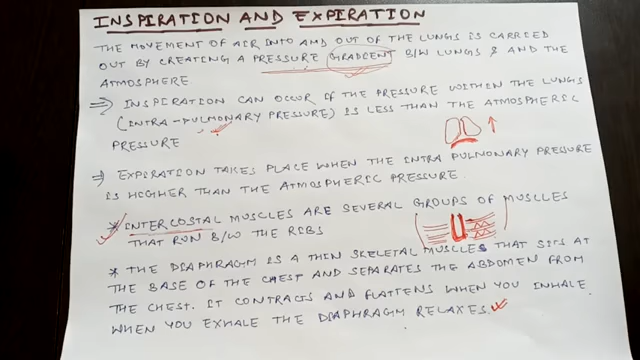 INSPIRATION AND EXPIRATION
THE MOVEMENT OF AIR INTO AND OUT OF THE LUNGS IS CARRIED
OUT BY CREATING A PRESSURE GRADIENT B/W LUNGS & AND THE
ATMOSPHERE.
⇒ INSPIRATION CAN OCCUR IF THE PRESSURE WITHIN THE LUNGS
(INTRA-PULMONARY PRESSURE) IS LESS THAN THE ATMOSPHERIC
PRESSURE
⇒ EXPIRATION TAKES PLACE WHEN THE INTRA PULMONARY PRESSURE
IS HIGHER THAN THE ATMOSPHERIC PRESSURE.
* INTERCOSTAL MUSCLES ARE SEVERAL GROUPS OF MUSCLES
THAT RUN B/W THE RIBS
* THE DIAPHRAGM IS A THIN SKELETAL MUSCLES THAT SITS AT
THE BASE OF THE CHEST AND SEPARATES THE ABDOMEN FROM
THE CHEST. IT CONTRACTS AND FLATTENS WHEN YOU INHALE.
WHEN YOU EXHALE THE DIAPHRAGM RELAXES.